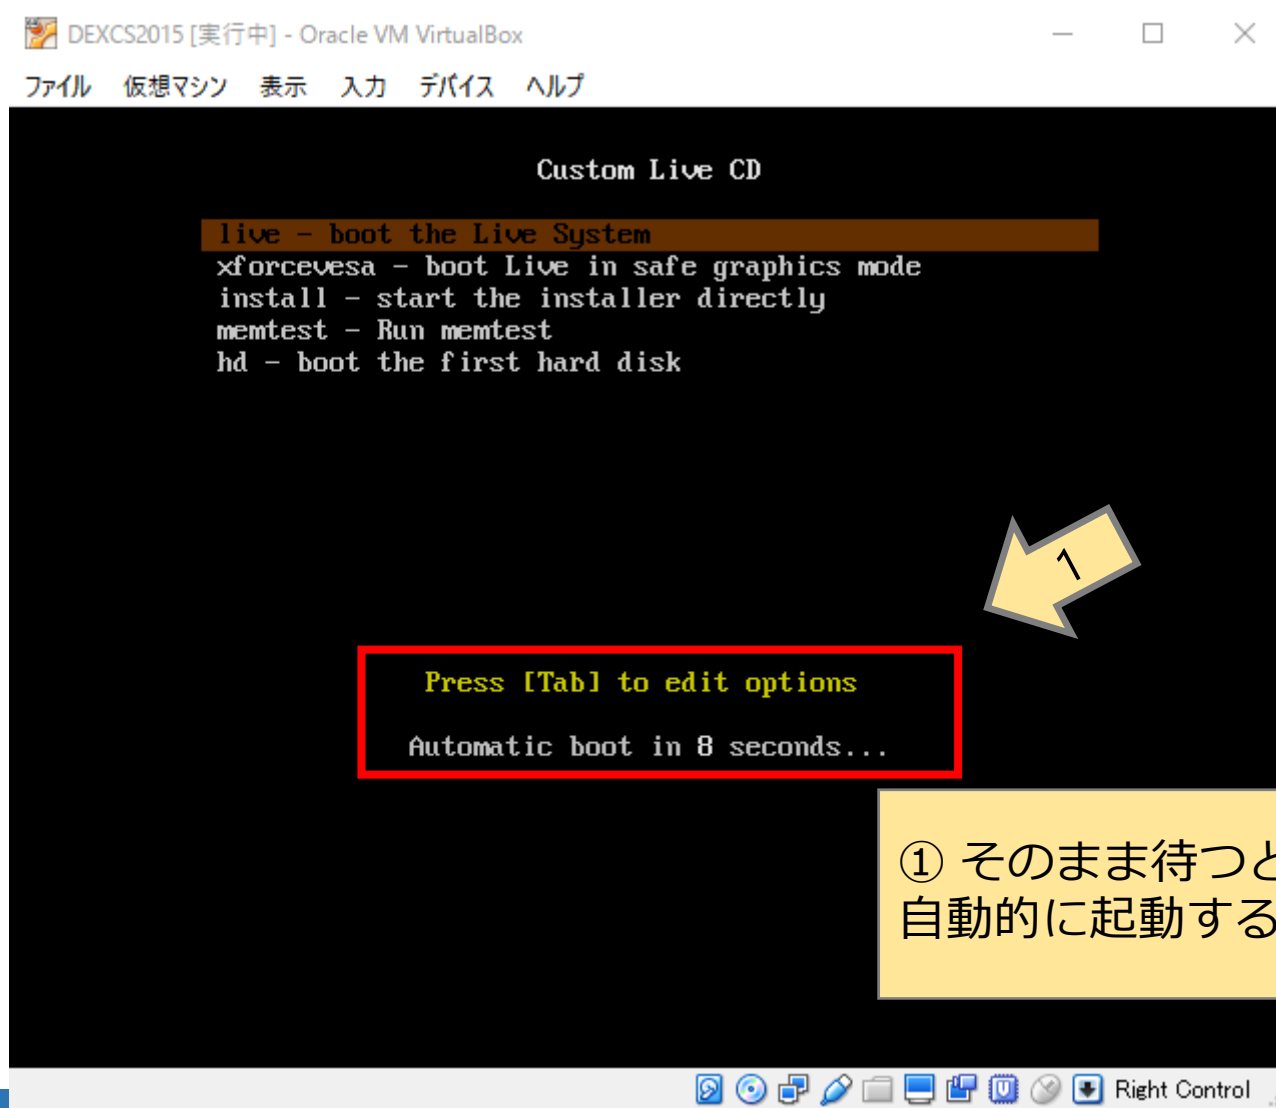 DEXCS2015 [実行中] - Oracle VM VirtualBox
ファイル 仮想マシン 表示 入力 デバイス ヘルプ
Custom Live CD
live - boot the Live System
xforcevesa - boot Live in safe graphics mode
install - start the installer directly
memtest - Run memtest
hd - boot the first hard disk
1
Press [Tab] to edit options
Automatic boot in 8 seconds...
① そのまま待つと
自動的に起動する
Right Control